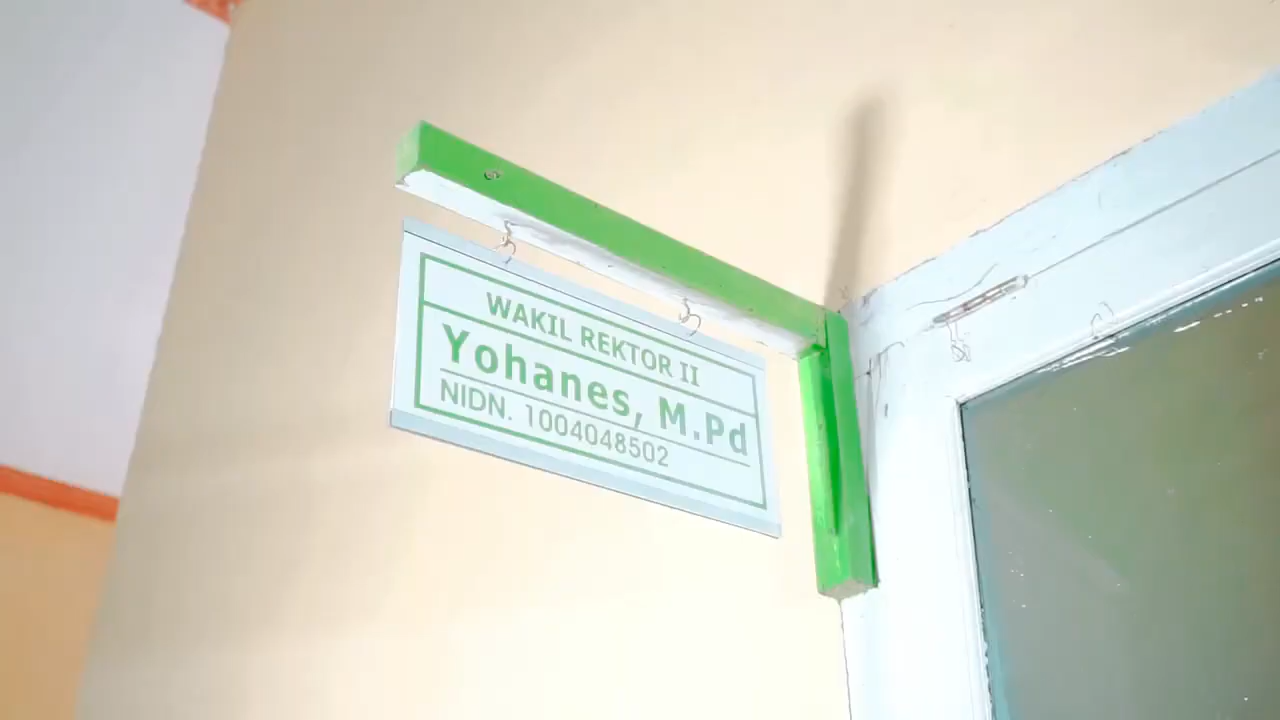 WAKIL REKTOR II
Yohanes, M.Pd
NIDN. 1004048502